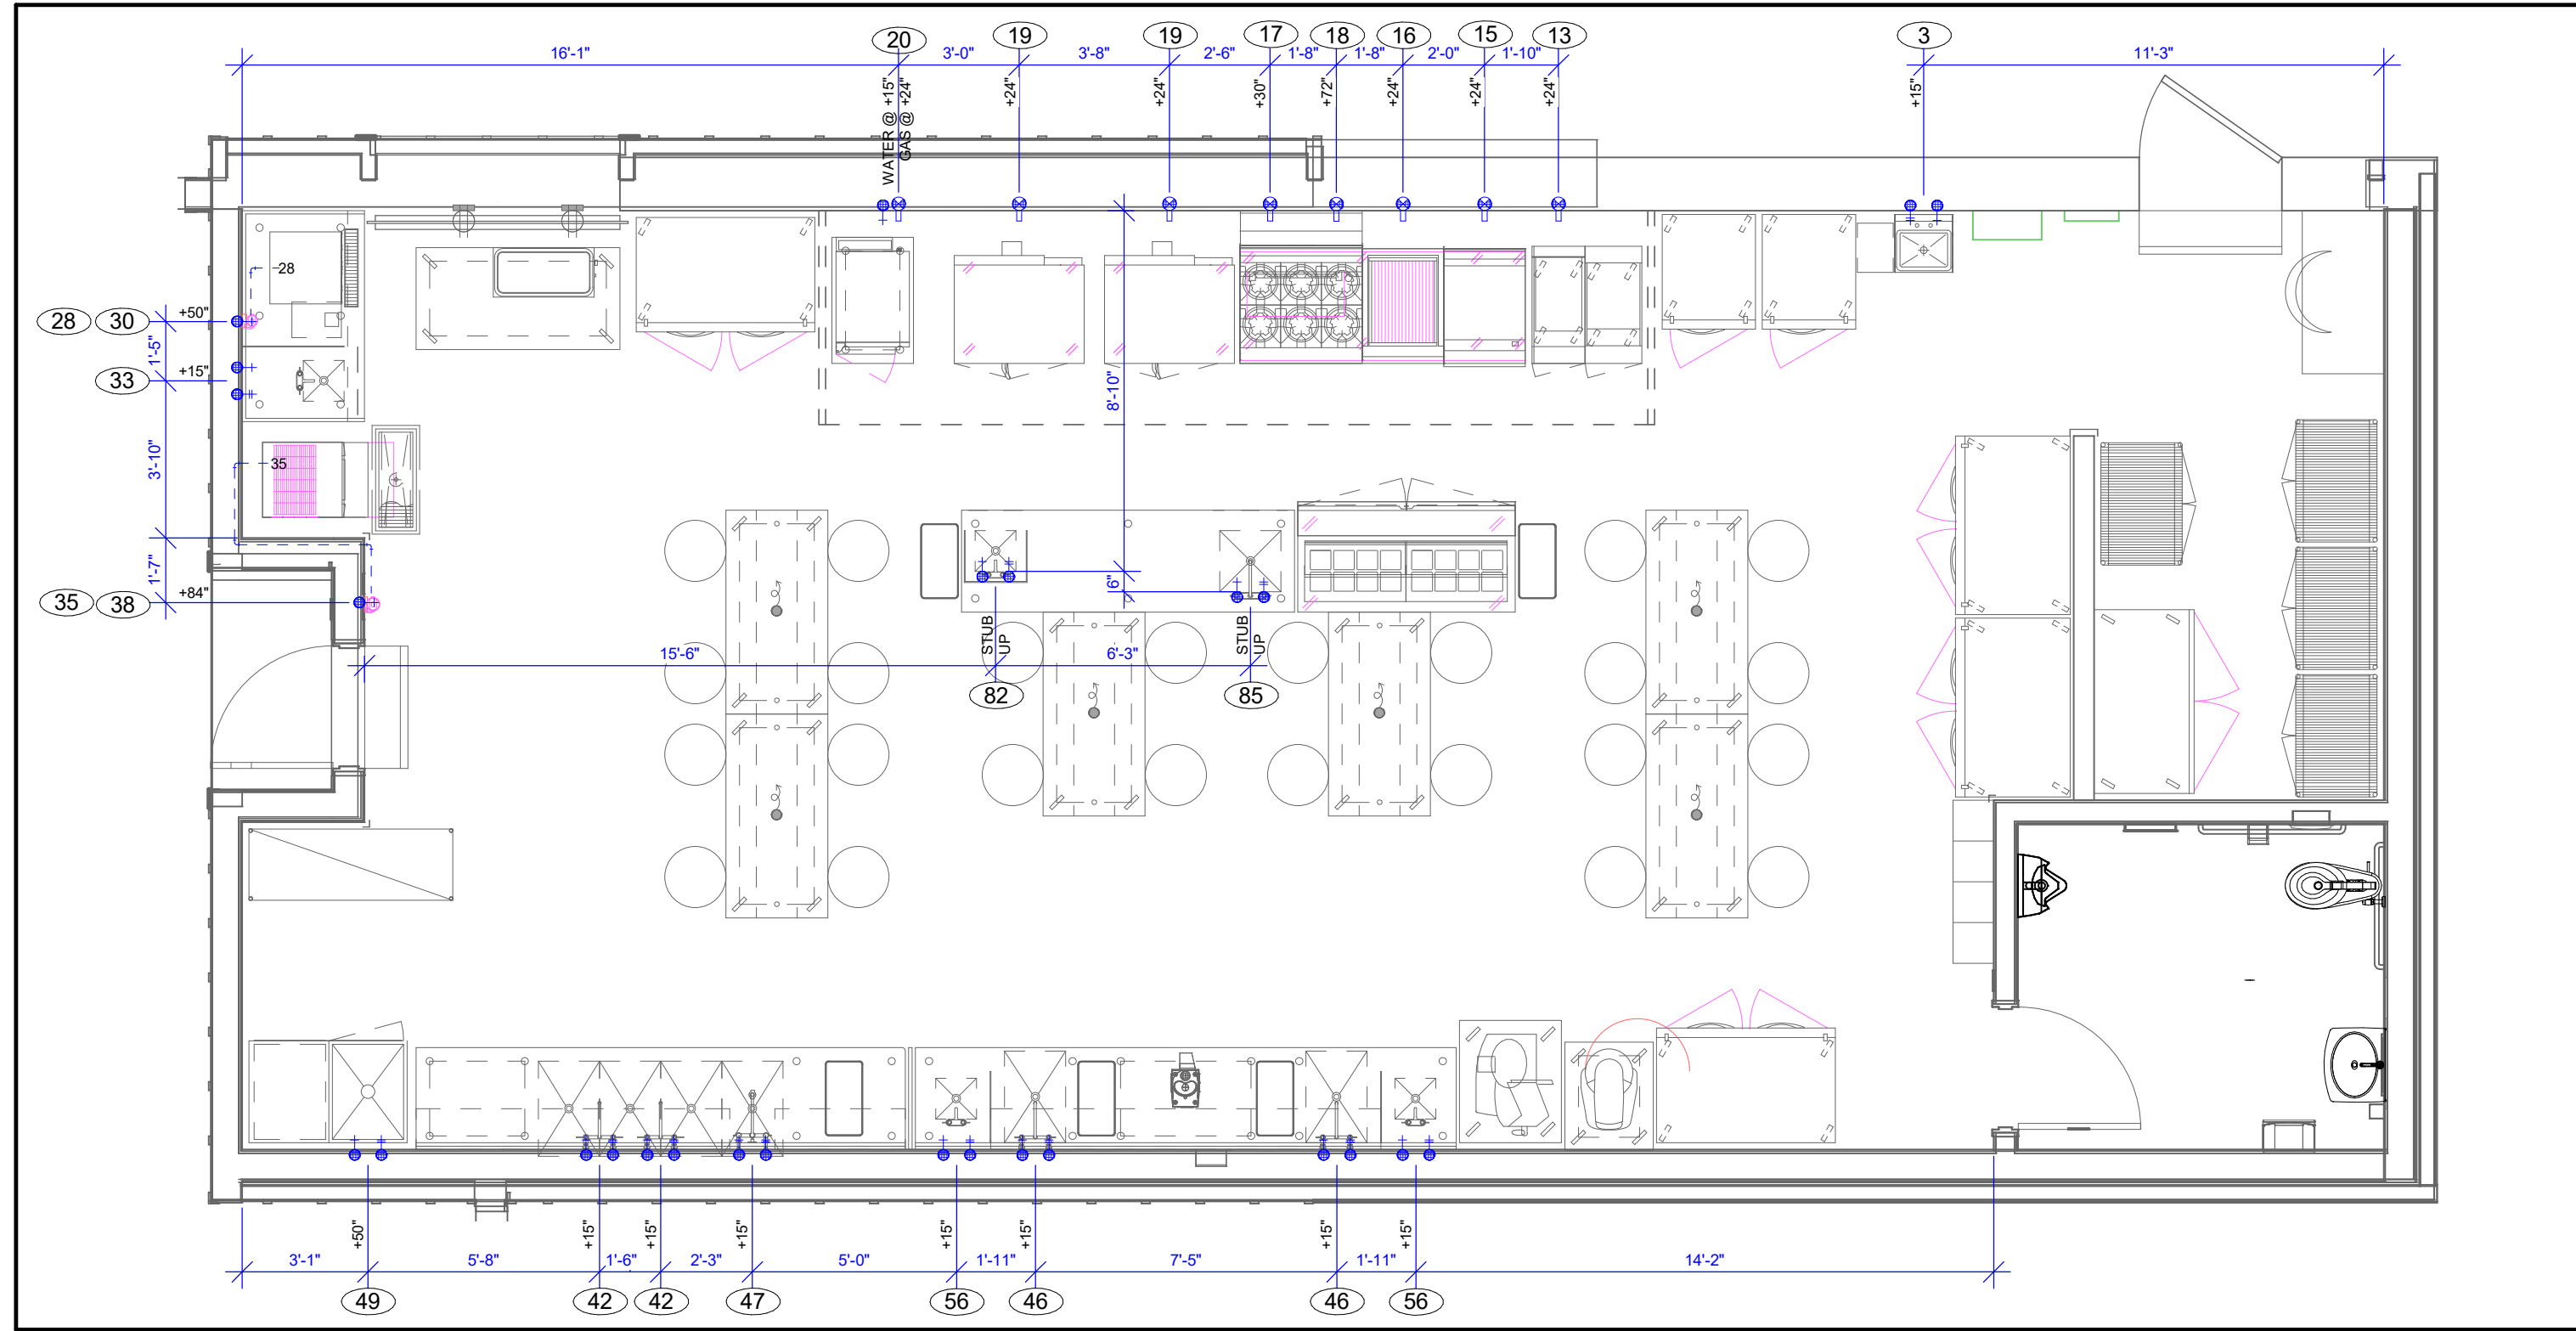 20 19 19 17 18 16 15 13 3
16'-1" 3'-0" 3'-8" 2'-6" 1'-8" 1'-8" 2'-0" 1'-10" 11'-3"
WATER @ +15"
GAS @ +24"
+24" +24" +30" +72" +24" +24" +24" +15"
28
28 30 +50"
1'-5"
33 +15"
8'-10"
3'-10"
35
1'-7"
6"
35 38 +84"
STUB
UP
STUB
UP
15'-6" 6'-3"
82 85
+50" +15" +15" +15" +15" +15" +15" +15"
3'-1" 5'-8" 1'-6" 2'-3" 5'-0" 1'-11" 7'-5" 1'-11" 14'-2"
49 42 42 47 56 46 46 56